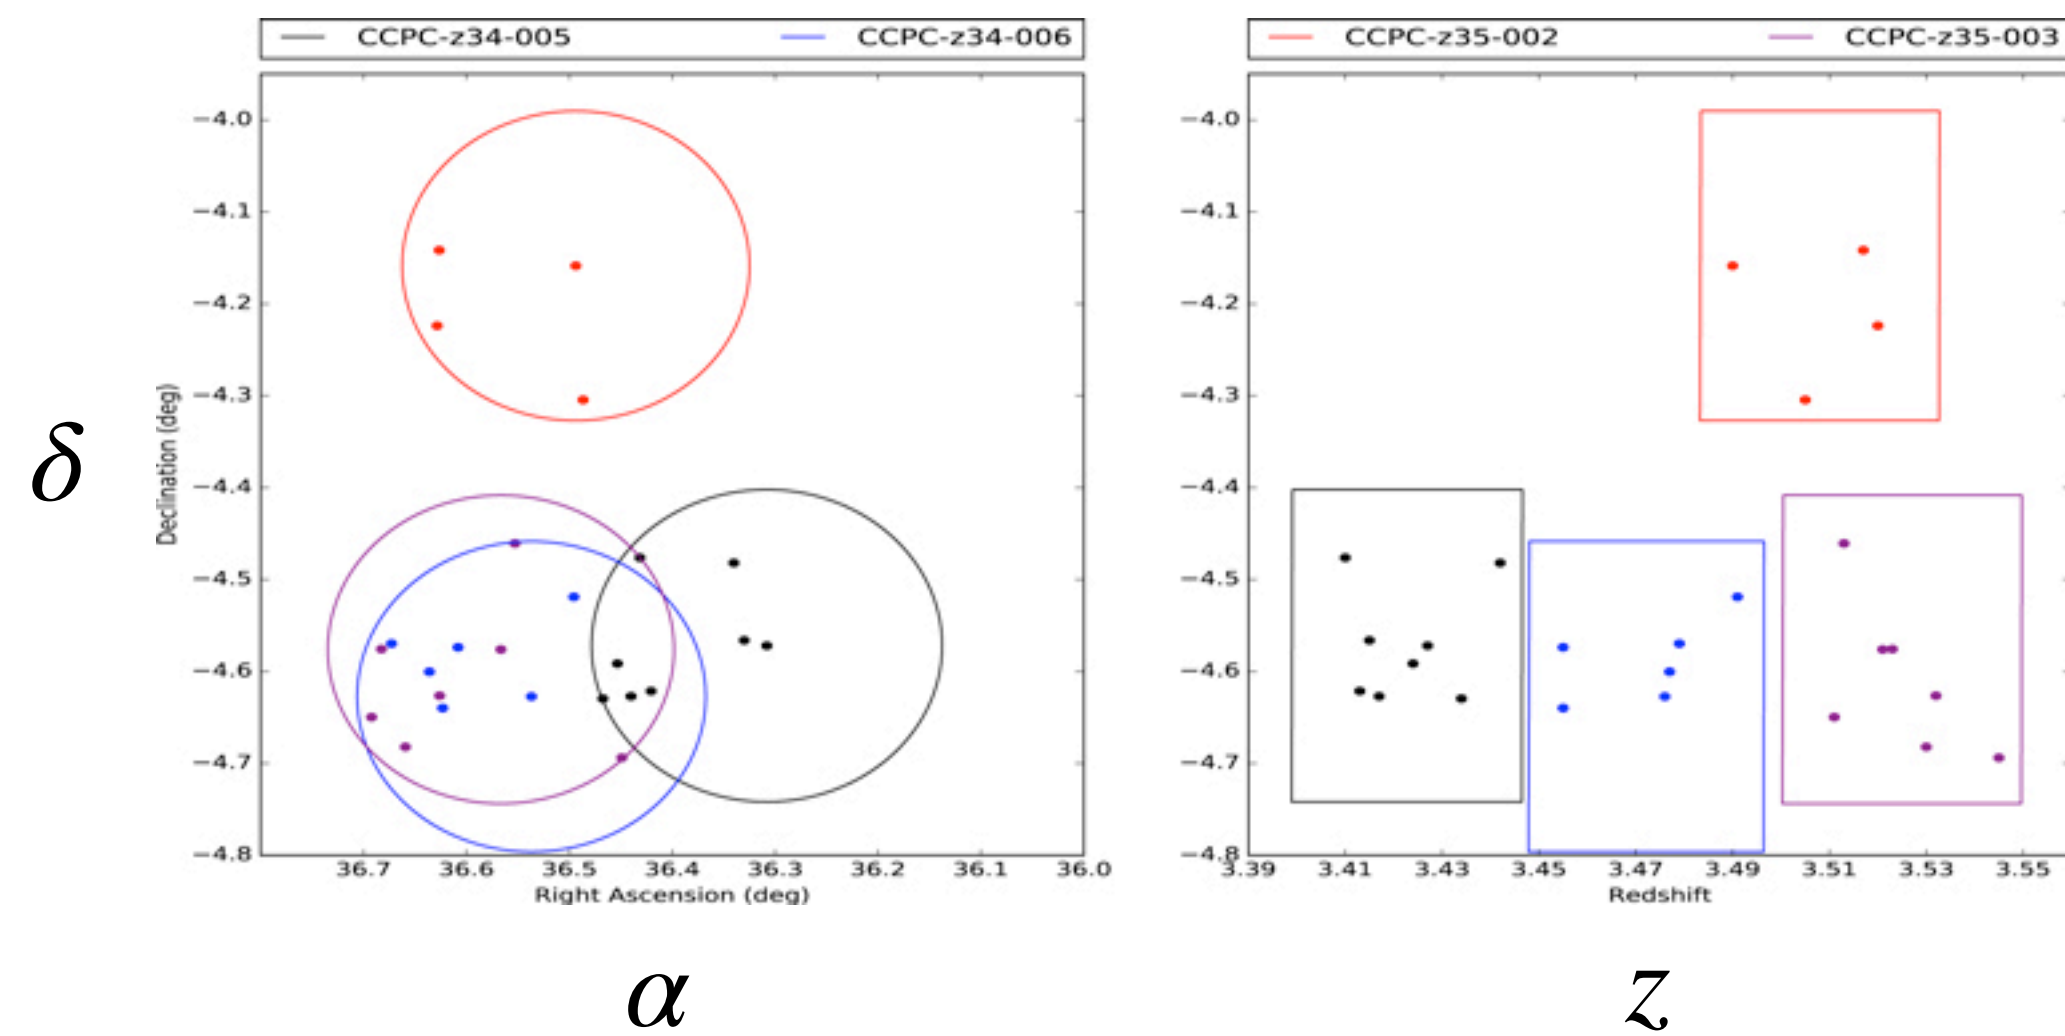 CCPC-z34-005 CCPC-z34-006
−4.0
−4.1
−4.2
−4.3
−4.4
−4.5
−4.6
−4.7
−4.8
36.7 36.6 36.5 36.4 36.3 36.2 36.1 36.0
Right Ascension (deg)
Declination (deg)
δ
α
CCPC-z35-002 CCPC-z35-003
−4.0
−4.1
−4.2
−4.3
−4.4
−4.5
−4.6
−4.7
−4.8
3.39 3.41 3.43 3.45 3.47 3.49 3.51 3.53 3.55
Redshift
z